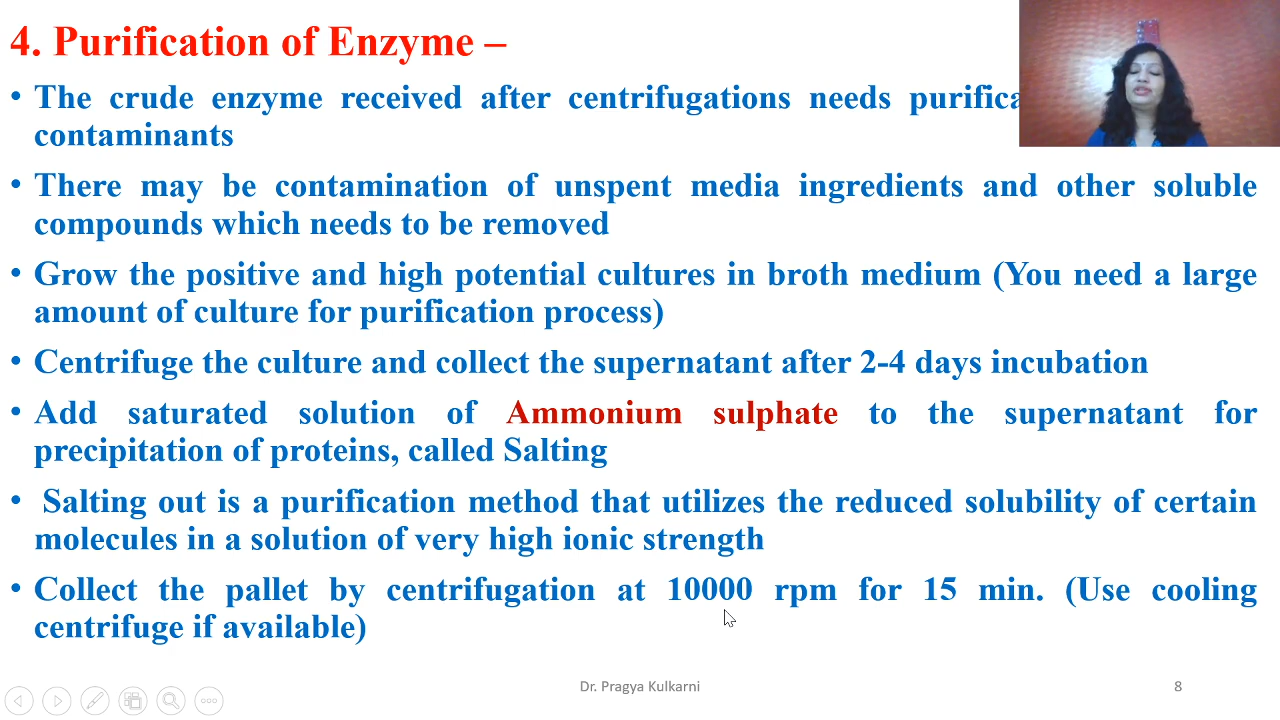 4. Purification of Enzyme –
• The crude enzyme received after centrifugations needs
contaminants
• There may be contamination of unspent media ingredients and other soluble
compounds which needs to be removed
• Grow the positive and high potential cultures in broth medium (You need a large
amount of culture for purification process)
• Centrifuge the culture and collect the supernatant after 2-4 days incubation
• Add saturated solution of Ammonium sulphate to the supernatant for
precipitation of proteins, called Salting
• Salting out is a purification method that utilizes the reduced solubility of certain
molecules in a solution of very high ionic strength
• Collect the pallet by centrifugation at 10000 rpm for 15 min. (Use cooling
centrifuge if available)
Dr. Pragya Kulkarni
8